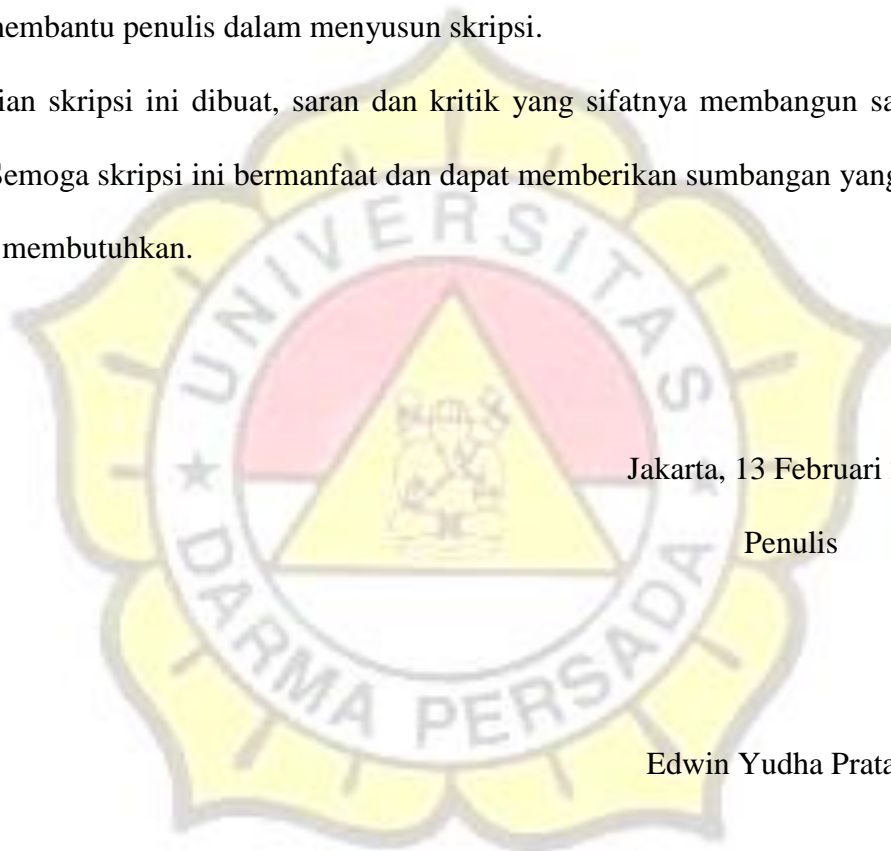 membantu penulis dalam menyusun skripsi.
ian skripsi ini dibuat, saran dan kritik yang sifatnya membangun sa
Semoga skripsi ini bermanfaat dan dapat memberikan sumbangan yang
membutuhkan.
UNIVERSITAS
Jakarta, 13 Februari
Penulis
DARMA PERSADA
Edwin Yudha Prata